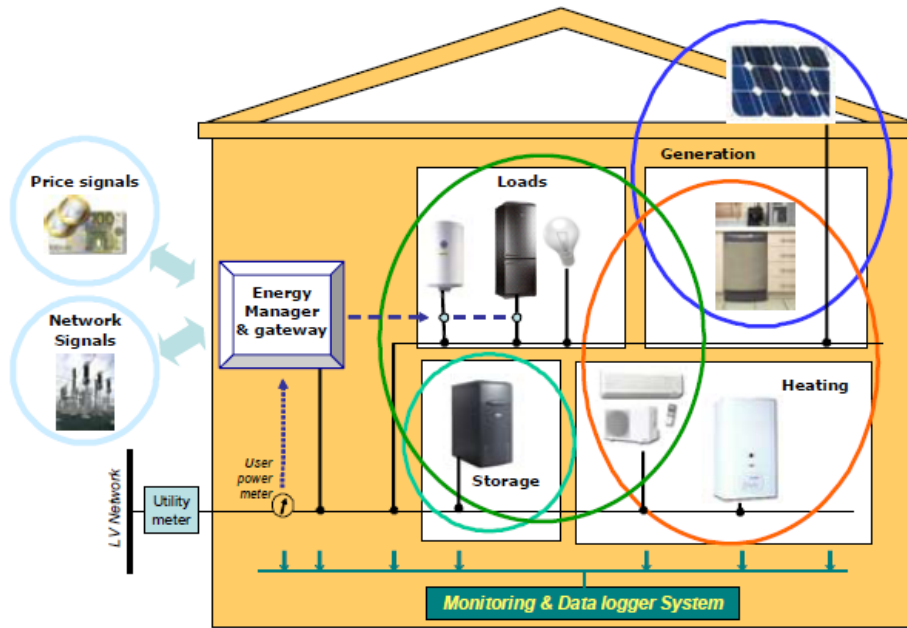 Price signals
Network
Signals
Energy
Manager
& gateway
Loads
Generation
Storage
Heating
User
power
meter
LV Network
Utility
meter
Monitoring & Data logger System